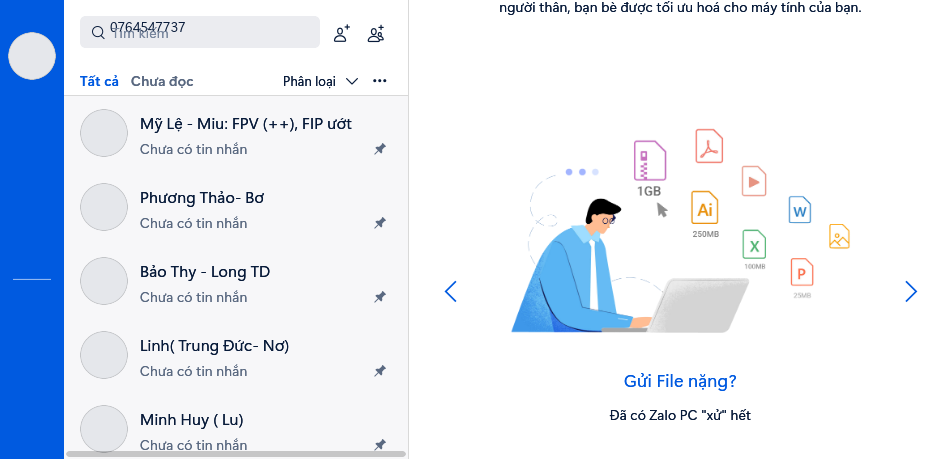 0764547737
Tìm kiếm
Tất cả Chưa đọc Phân loại
Mỹ Lệ - Miu: FPV (++), FIP ướt
Chưa có tin nhắn
Phương Thảo- Bơ
Chưa có tin nhắn
Bảo Thy - Long TD
Chưa có tin nhắn
Linh( Trung Đức- Nơ)
Chưa có tin nhắn
Minh Huy ( Lu)
Chưa có tin nhắn
người thân, bạn bè được tối ưu hoá cho máy tính của bạn.
1GB
Ai
250MB
W
X
100MB
P
25MB
Gửi File nặng?
Đã có Zalo PC "xử" hết